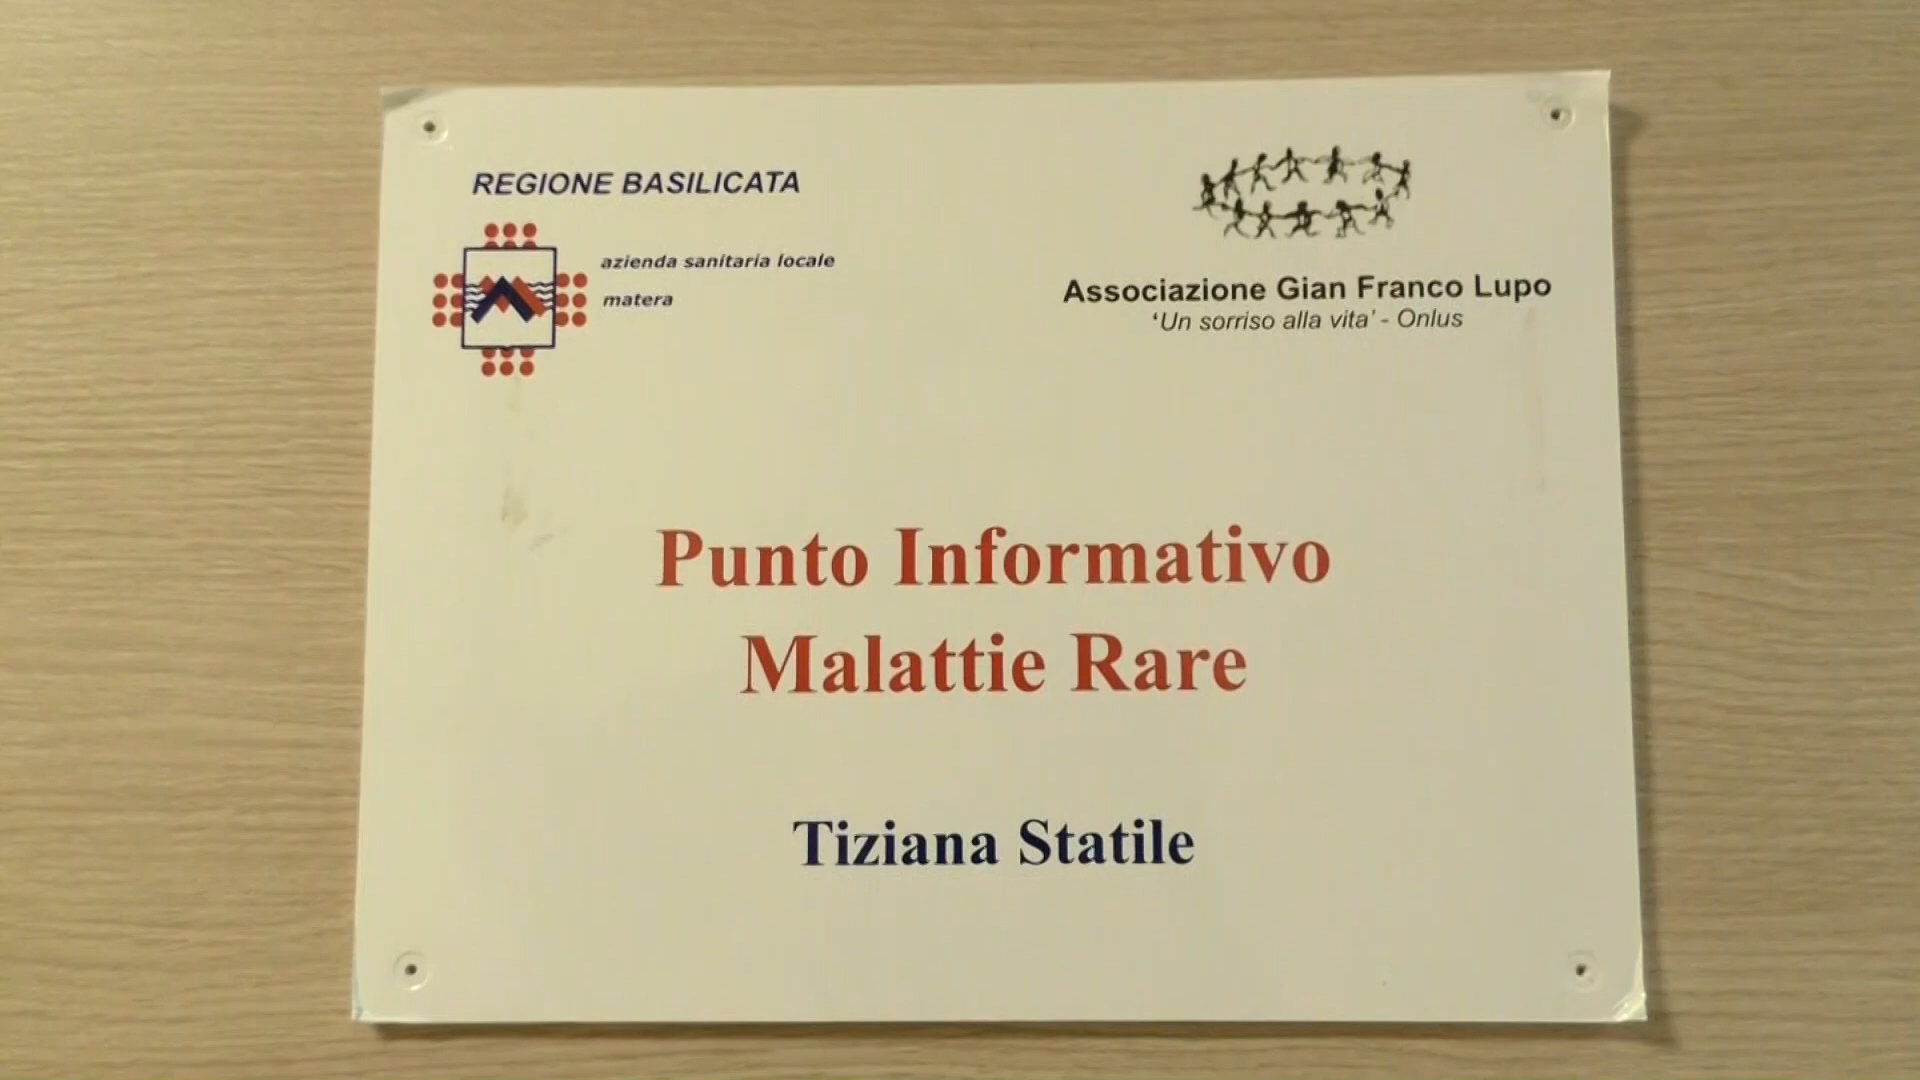 REGIONE BASILICATA
azienda sanitaria locale
matera
Associazione Gian Franco Lupo
‘Un sorriso alla vita’ - Onlus
Punto Informativo
Malattie Rare
Tiziana Statile